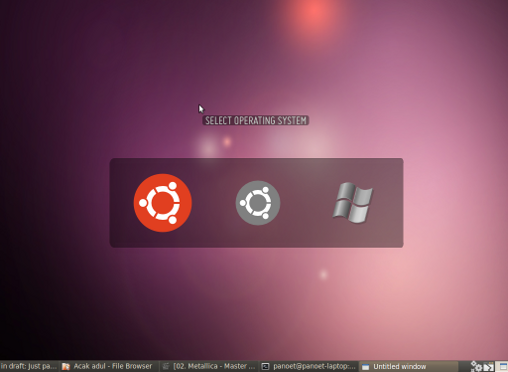 SELECT OPERATING SYSTEM
in draft: Just pa... Acak adul - File Browser [02. Metallica - Master ... panoet@panoet-laptop:... Untitled window